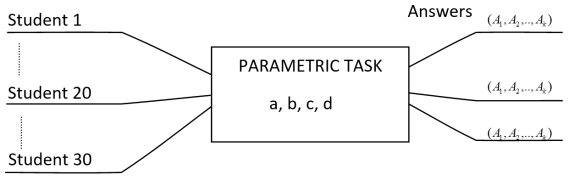 Answers
Student 1
(A₁, A₂,.., Aₖ)
PARAMETRIC TASK
Student 20
a, b, c, d
(A₁, A₂,.., Aₖ)
(A₁, A₂,.., Aₖ)
Student 30